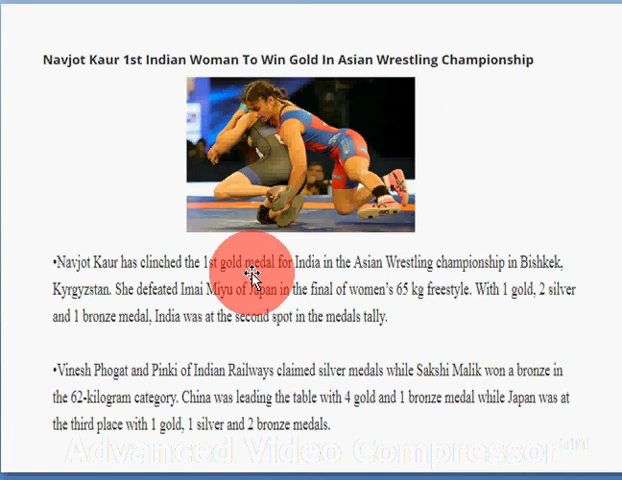 Navjot Kaur 1st Indian Woman To Win Gold In Asian Wrestling Championship
•Navjot Kaur has clinched the 1st gold medal for India in the Asian Wrestling championship in Bishkek,
Kyrgyzstan. She defeated Imai Miyu of Japan in the final of women's 65 kg freestyle. With 1 gold, 2 silver
and 1 bronze medal, India was at the second spot in the medals tally.
•Vinesh Phogat and Pinki of Indian Railways claimed silver medals while Sakshi Malik won a bronze in
the 62-kilogram category. China was leading the table with 4 gold and 1 bronze medal while Japan was at
the third place with 1 gold, 1 silver and 2 bronze medals.
Advanced Video Compressor™